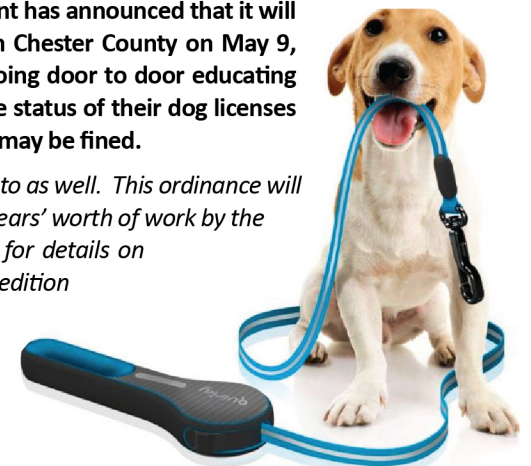 nt has announced that it will
n Chester County on May 9,
oing door to door educating
e status of their dog licenses
may be fined.
to as well. This ordinance will
ears' worth of work by the
for details on
edition
quirky